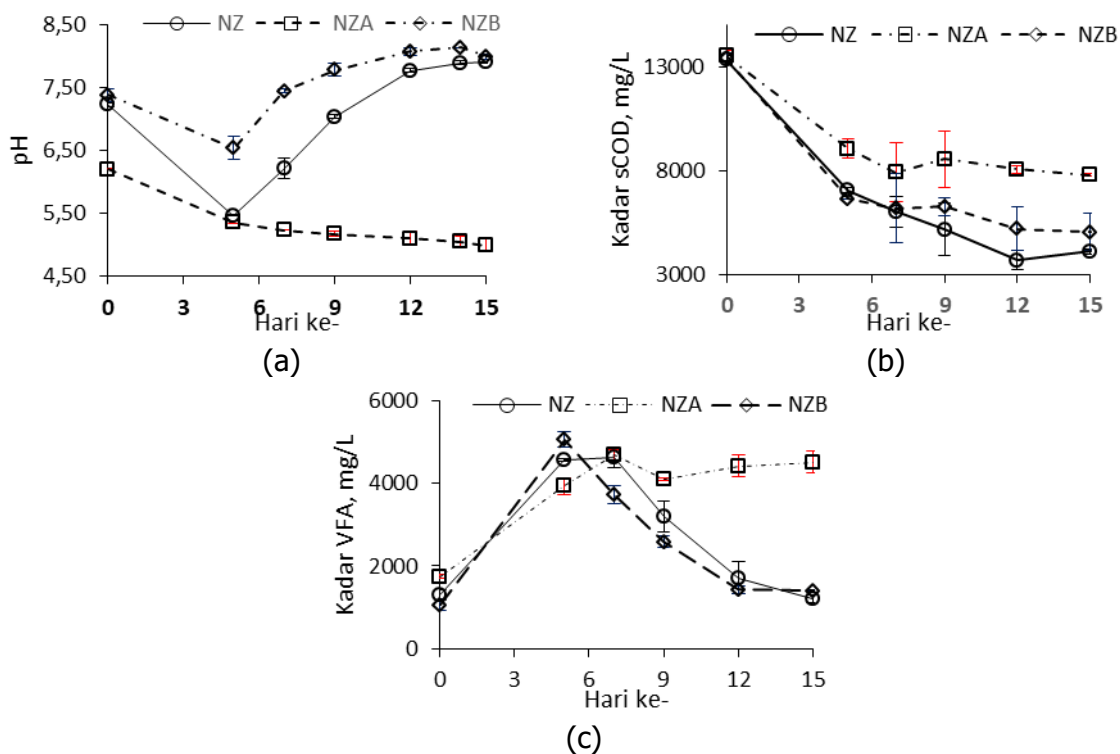 (a)
NZ NZA NZB
8,50
7,50
6,50
5,50
4,50
pH
0 3 6 9 12 15
Hari ke-
(a)
(b)
NZ NZA NZB
13000
8000
3000
Kadar sCOD, mg/L
0 3 6 9 12 15
Hari ke-
(b)
NZ NZA NZB
6000
4000
2000
0
Kadar VFA, mg/L
0 3 6 9 12 15
Hari ke-
(c)